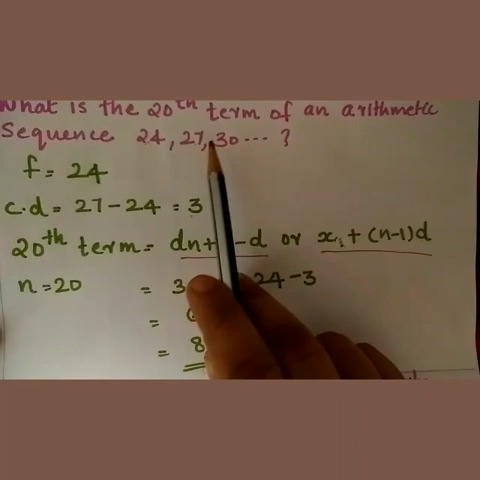 What is the 20th term of an arithmetic
Sequence 24, 27, 30 ... ?
f = 24
c.d = 27 - 24 = 3
20th term = dn + - d or x₁ + (n-1)d
n = 20 = 3 24 - 3
=
= 8